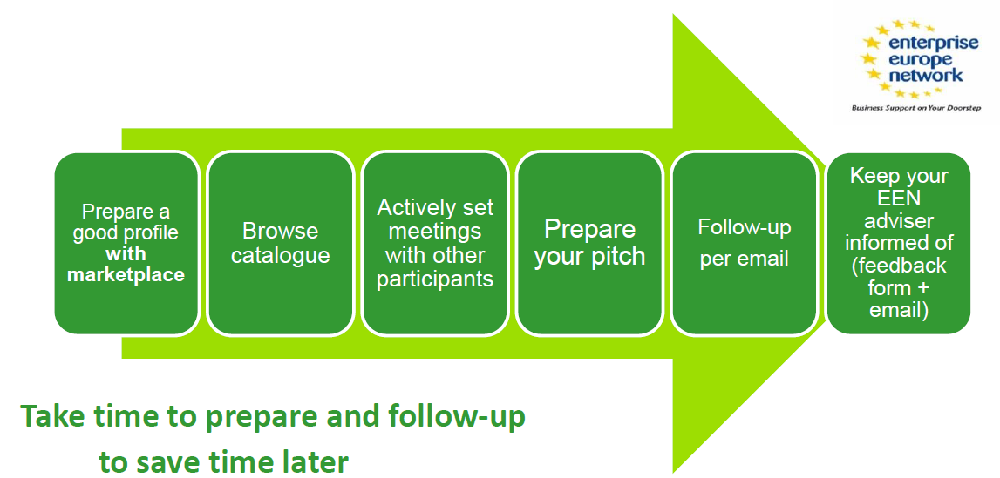 enterprise
europe
network
Business Support on Your Doorstep
Prepare a
good profile
with
marketplace
Browse
catalogue
Actively set
meetings
with other
participants
Prepare
your pitch
Follow-up
per email
Keep your
EEN
adviser
informed of
(feedback
form +
email)
Take time to prepare and follow-up
to save time later